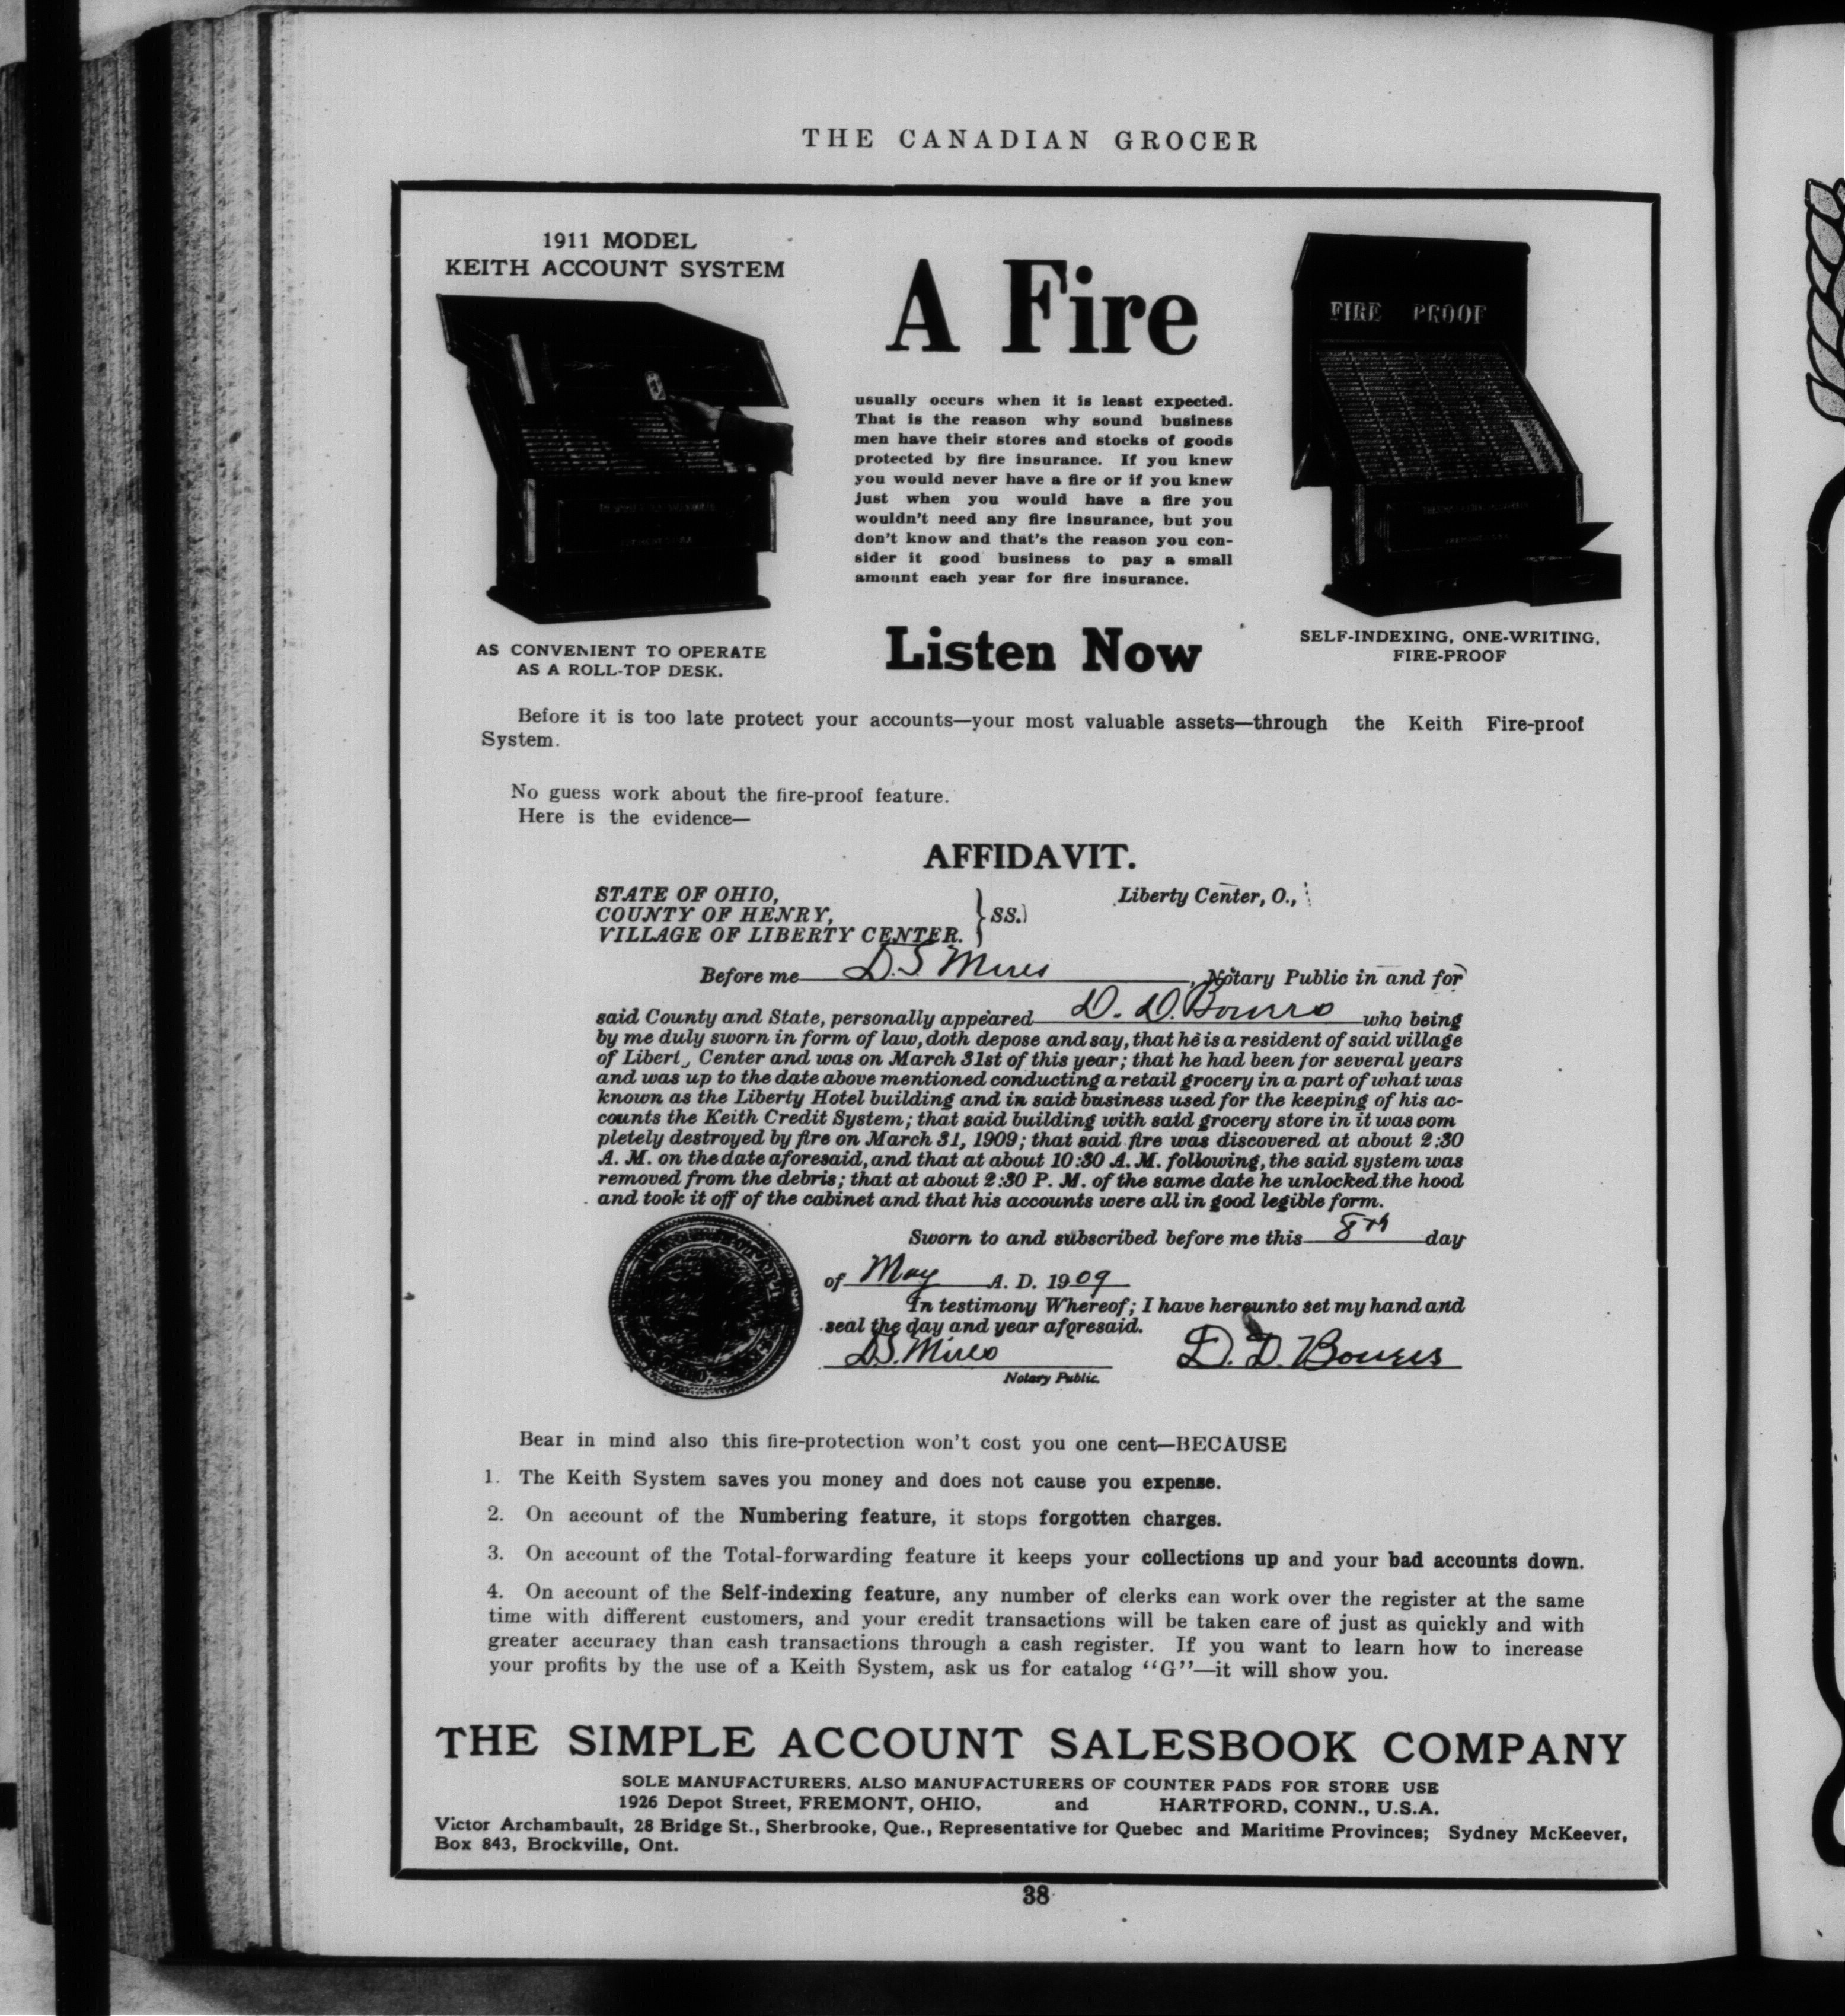 THE CANADIAN GROCER
1911 MODEL
KEITH ACCOUNT SYSTEM
AS CONVENIENT TO OPERATE
AS A ROLL-TOP DESK.
A Fire
usually occurs when it is least expected.
That is the reason why sound business
men have their stores and stocks of goods
protected by fire insurance. If you knew
you would never have a fire or if you knew
just when you would have a fire you
wouldn't need any fire insurance, but you
don't know and that's the reason you con-
sider it good business to pay a small
amount each year for fire insurance.
Listen Now
FIRE PROOF
SELF-INDEXING, ONE-WRITING,
FIRE-PROOF
Before it is too late protect your accounts—your most valuable assets—through the Keith Fire-proof
System.
No guess work about the fire-proof feature.
Here is the evidence—
AFFIDAVIT.
STATE OF OHIO,
COUNTY OF HENRY,
VILLAGE OF LIBERTY CENTER.
} SS.
Liberty Center, O.,
Before me D.S. Mires, Notary Public in and for
said County and State, personally appeared D. D. Bowers who being
by me duly sworn in form of law, doth depose and say, that he is a resident of said village
of Liberty Center and was on March 31st of this year; that he had been for several years
and was up to the date above mentioned conducting a retail grocery in a part of what was
known as the Liberty Hotel building and in said business used for the keeping of his ac-
counts the Keith Credit System; that said building with said grocery store in it was com
pletely destroyed by fire on March 31, 1909; that said fire was discovered at about 2:30
A. M. on the date aforesaid, and that at about 10:30 A. M. following, the said system was
removed from the debris; that at about 2:30 P. M. of the same date he unlocked the hood
and took it off of the cabinet and that his accounts were all in good legible form.
Sworn to and subscribed before me this 8th day
of May A. D. 1909
In testimony Whereof; I have hereunto set my hand and
seal the day and year aforesaid.
D.S. Mires D. D. Bowers
Notary Public.
Bear in mind also this fire-protection won't cost you one cent—BECAUSE
1. The Keith System saves you money and does not cause you expense.
2. On account of the Numbering feature, it stops forgotten charges.
3. On account of the Total-forwarding feature it keeps your collections up and your bad accounts down.
4. On account of the Self-indexing feature, any number of clerks can work over the register at the same
time with different customers, and your credit transactions will be taken care of just as quickly and with
greater accuracy than cash transactions through a cash register. If you want to learn how to increase
your profits by the use of a Keith System, ask us for catalog "G"—it will show you.
THE SIMPLE ACCOUNT SALESBOOK COMPANY
SOLE MANUFACTURERS, ALSO MANUFACTURERS OF COUNTER PADS FOR STORE USE
1926 Depot Street, FREMONT, OHIO, and HARTFORD, CONN., U.S.A.
Victor Archambault, 28 Bridge St., Sherbrooke, Que., Representative for Quebec and Maritime Provinces; Sydney McKeever,
Box 843, Brockville, Ont.
38